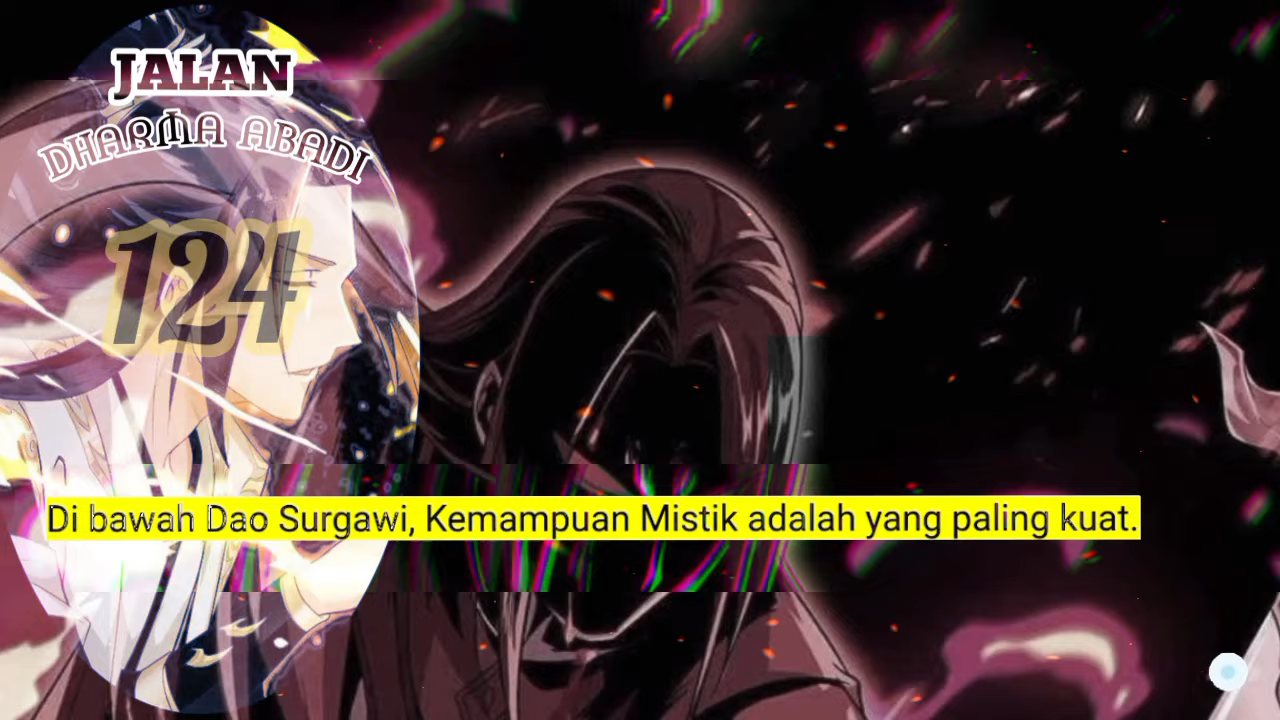 JALAN
DHARMA ABADI
124
Di bawah Dao Surgawi, Kemampuan Mistik adalah yang paling kuat.